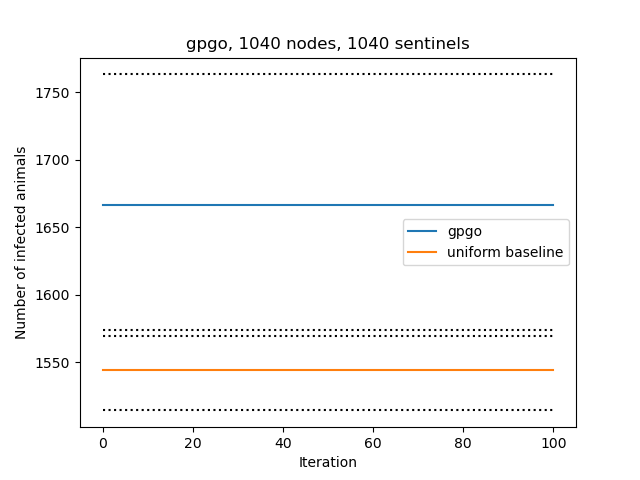 gpgo, 1040 nodes, 1040 sentinels
1750
1700
1650
1600
1550
Number of infected animals
gpgo
uniform baseline
0 20 40 60 80 100
Iteration